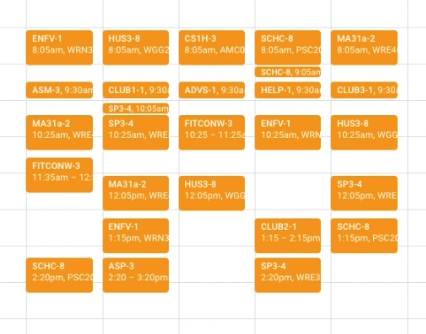 ENFV-1
8:05am, WRN3
HUS3-8
8:05am, WGG2
CS1H-3
8:05am, AMC0
SCHC-8
8:05am, PSC20
MA31a-2
8:05am, WRE4
SCHC-8, 9:05am
ASM-3, 9:30am
CLUB1-1, 9:30a
ADVS-1, 9:30a
HELP-1, 9:30a
CLUB3-1, 9:30a
SP3-4, 10:05am
MA31a-2
10:25am, WRE
SP3-4
10:25am, WRE
FITCONW-3
10:25 – 11:25a
ENFV-1
10:25am, WRN
HUS3-8
10:25am, WGG
FITCONW-3
11:35am – 12:
MA31a-2
12:05pm, WRE
HUS3-8
12:05pm, WGG
SP3-4
12:05pm, WRE
ENFV-1
1:15pm, WRN3
CLUB2-1
1:15 – 2:15pm
SCHC-8
1:15pm, PSC20
SCHC-8
2:20pm, PSC20
ASP-3
2:20 – 3:20pm
SP3-4
2:20pm, WRE3